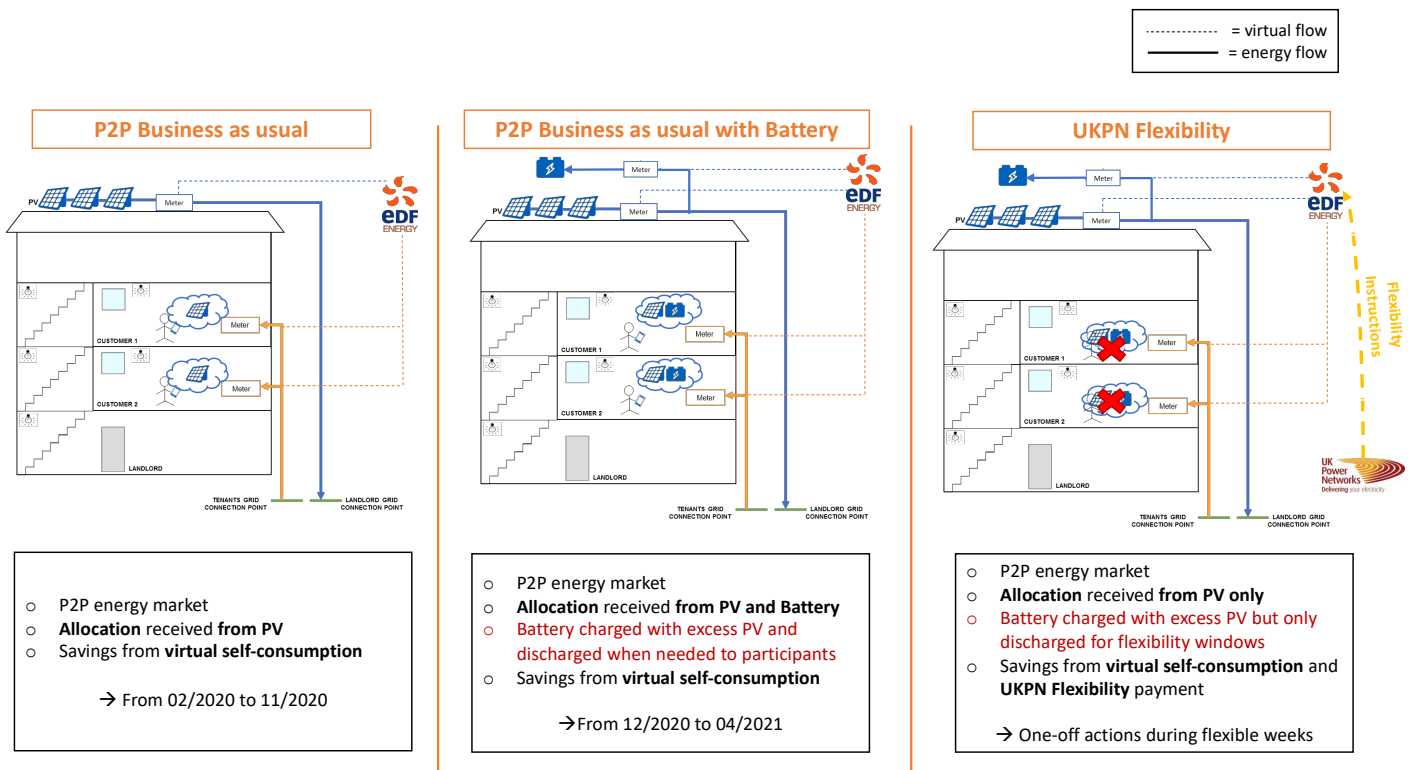 = virtual flow
= energy flow
P2P Business as usual
PV
Meter
eDF
ENERGY
CUSTOMER 1
Meter
CUSTOMER 2
Meter
LANDLORD
TENANTS GRID
CONNECTION POINT
LANDLORD GRID
CONNECTION POINT
o P2P energy market
o Allocation received from PV
o Savings from virtual self-consumption
→ From 02/2020 to 11/2020
P2P Business as usual with Battery
Meter
PV
Meter
eDF
ENERGY
CUSTOMER 1
Meter
CUSTOMER 2
Meter
LANDLORD
TENANTS GRID
CONNECTION POINT
LANDLORD GRID
CONNECTION POINT
o P2P energy market
o Allocation received from PV and Battery
o Battery charged with excess PV and
discharged when needed to participants
o Savings from virtual self-consumption
→From 12/2020 to 04/2021
UKPN Flexibility
Meter
PV
Meter
eDF
ENERGY
Flexibility
Instructions
CUSTOMER 1
Meter
CUSTOMER 2
Meter
LANDLORD
UK
Power
Networks
Delivering your electricity
TENANTS GRID
CONNECTION POINT
LANDLORD GRID
CONNECTION POINT
o P2P energy market
o Allocation received from PV only
o Battery charged with excess PV but only
discharged for flexibility windows
o Savings from virtual self-consumption and
UKPN Flexibility payment
→ One-off actions during flexible weeks